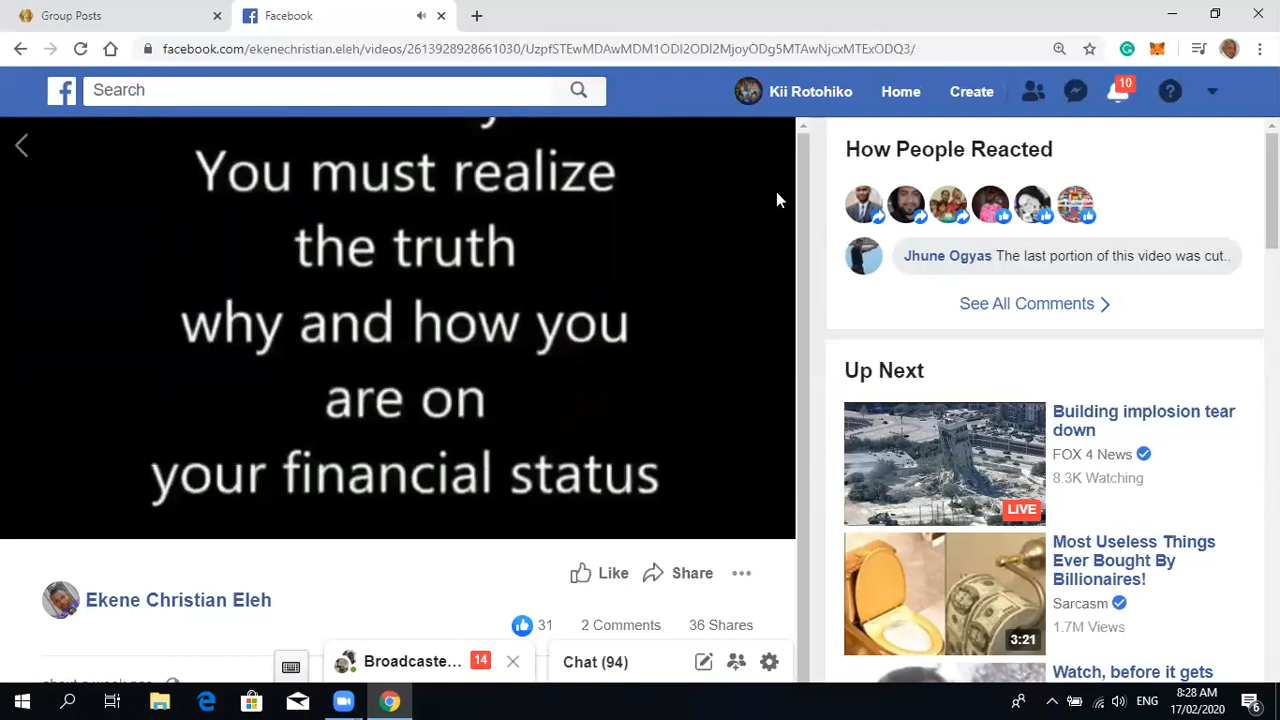 Group Posts
Facebook
facebook.com/ekenechristian.eleh/videos/2613928928661030/UzpfSTEwMDAwMDM1ODI2ODI2MjoyODg5MTAwNjcxMTExODQ3/
Search
Kii Rotohiko
Home
Create
10
You must realize
the truth
why and how you
are on
your financial status
How People Reacted
Jhune Ogyas The last portion of this video was cut..
See All Comments
Up Next
Building implosion tear
down
FOX 4 News
8.3K Watching
LIVE
Most Useless Things
Ever Bought By
Billionaires!
Sarcasm
1.7M Views
3:21
Watch, before it gets
Like
Share
Ekene Christian Eleh
31
2 Comments
36 Shares
Broadcaste...
14
Chat (94)
ENG
8:28 AM
17/02/2020
6